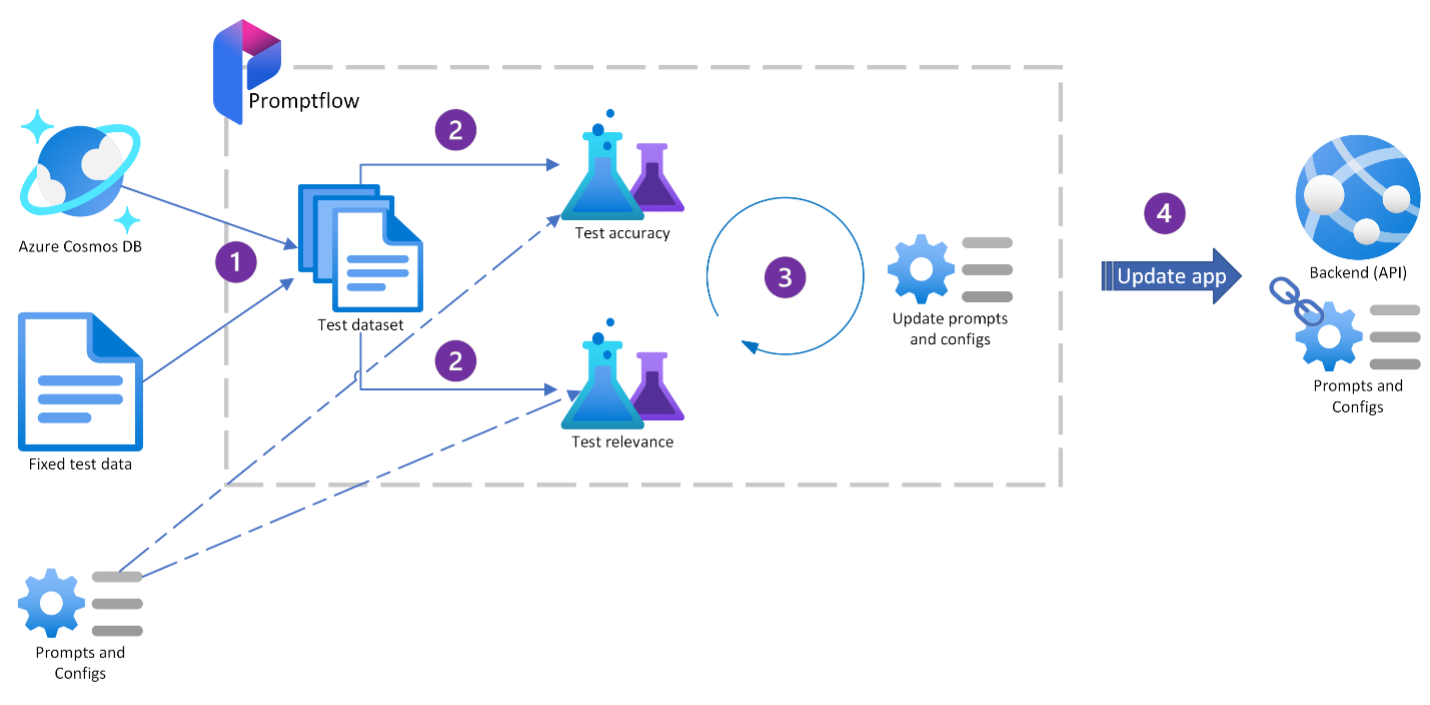 Promptflow
2
4
Azure Cosmos DB
1
Test accuracy
3
Update app
Backend (API)
Test dataset
Update prompts
and configs
2
Fixed test data
Test relevance
Prompts and
Configs
Prompts and
Configs